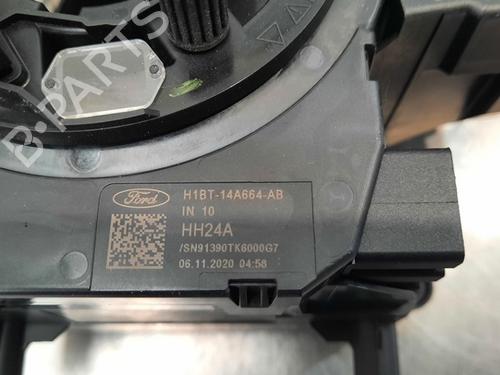 B-PARTS
Ford
H1BT-14A664-AB
IN 10
HH24A
/SN91390TK6000G7
06.11.2020 04:58